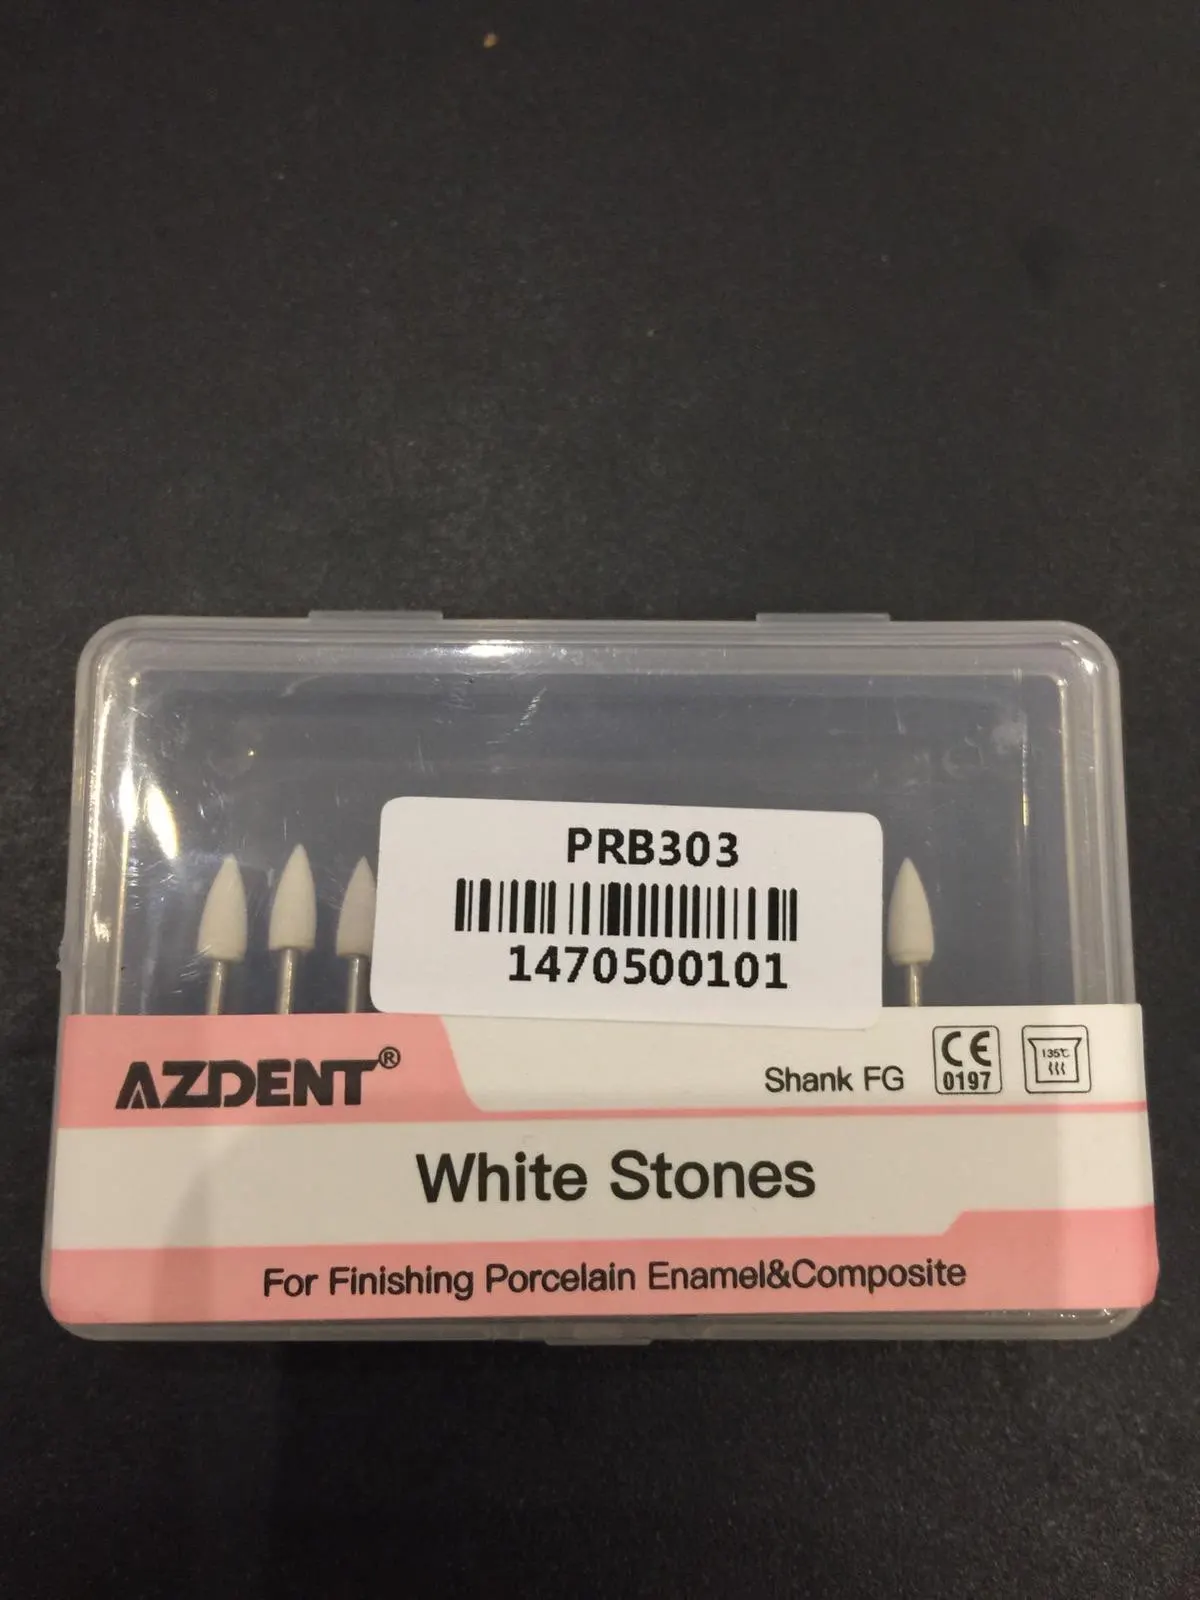 PRB303
1470500101
AZDENT®
Shank FG
CE
0197
135℃
White Stones
For Finishing Porcelain Enamel&Composite